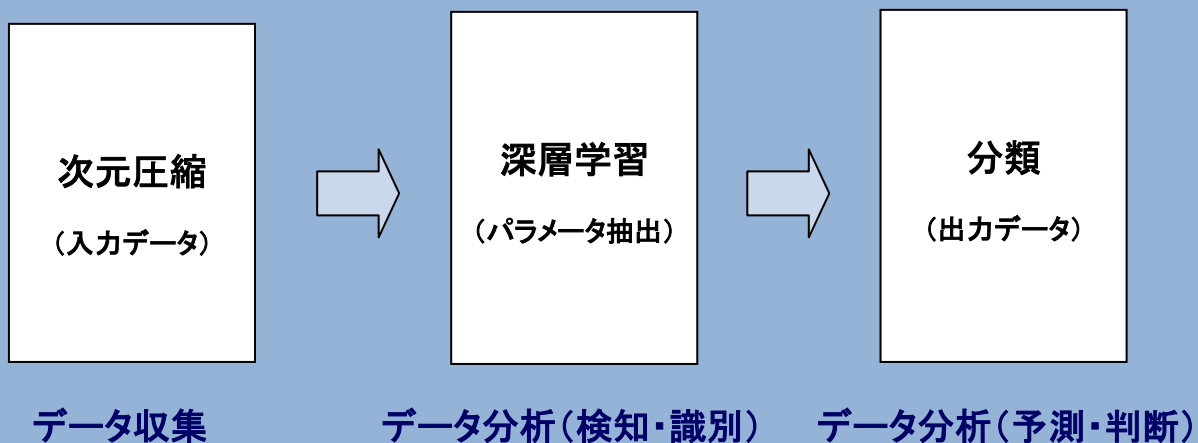 次元圧縮
（入力データ）
深層学習
（パラメータ抽出）
分類
（出力データ）
データ収集
データ分析（検知・識別）
データ分析（予測・判断）